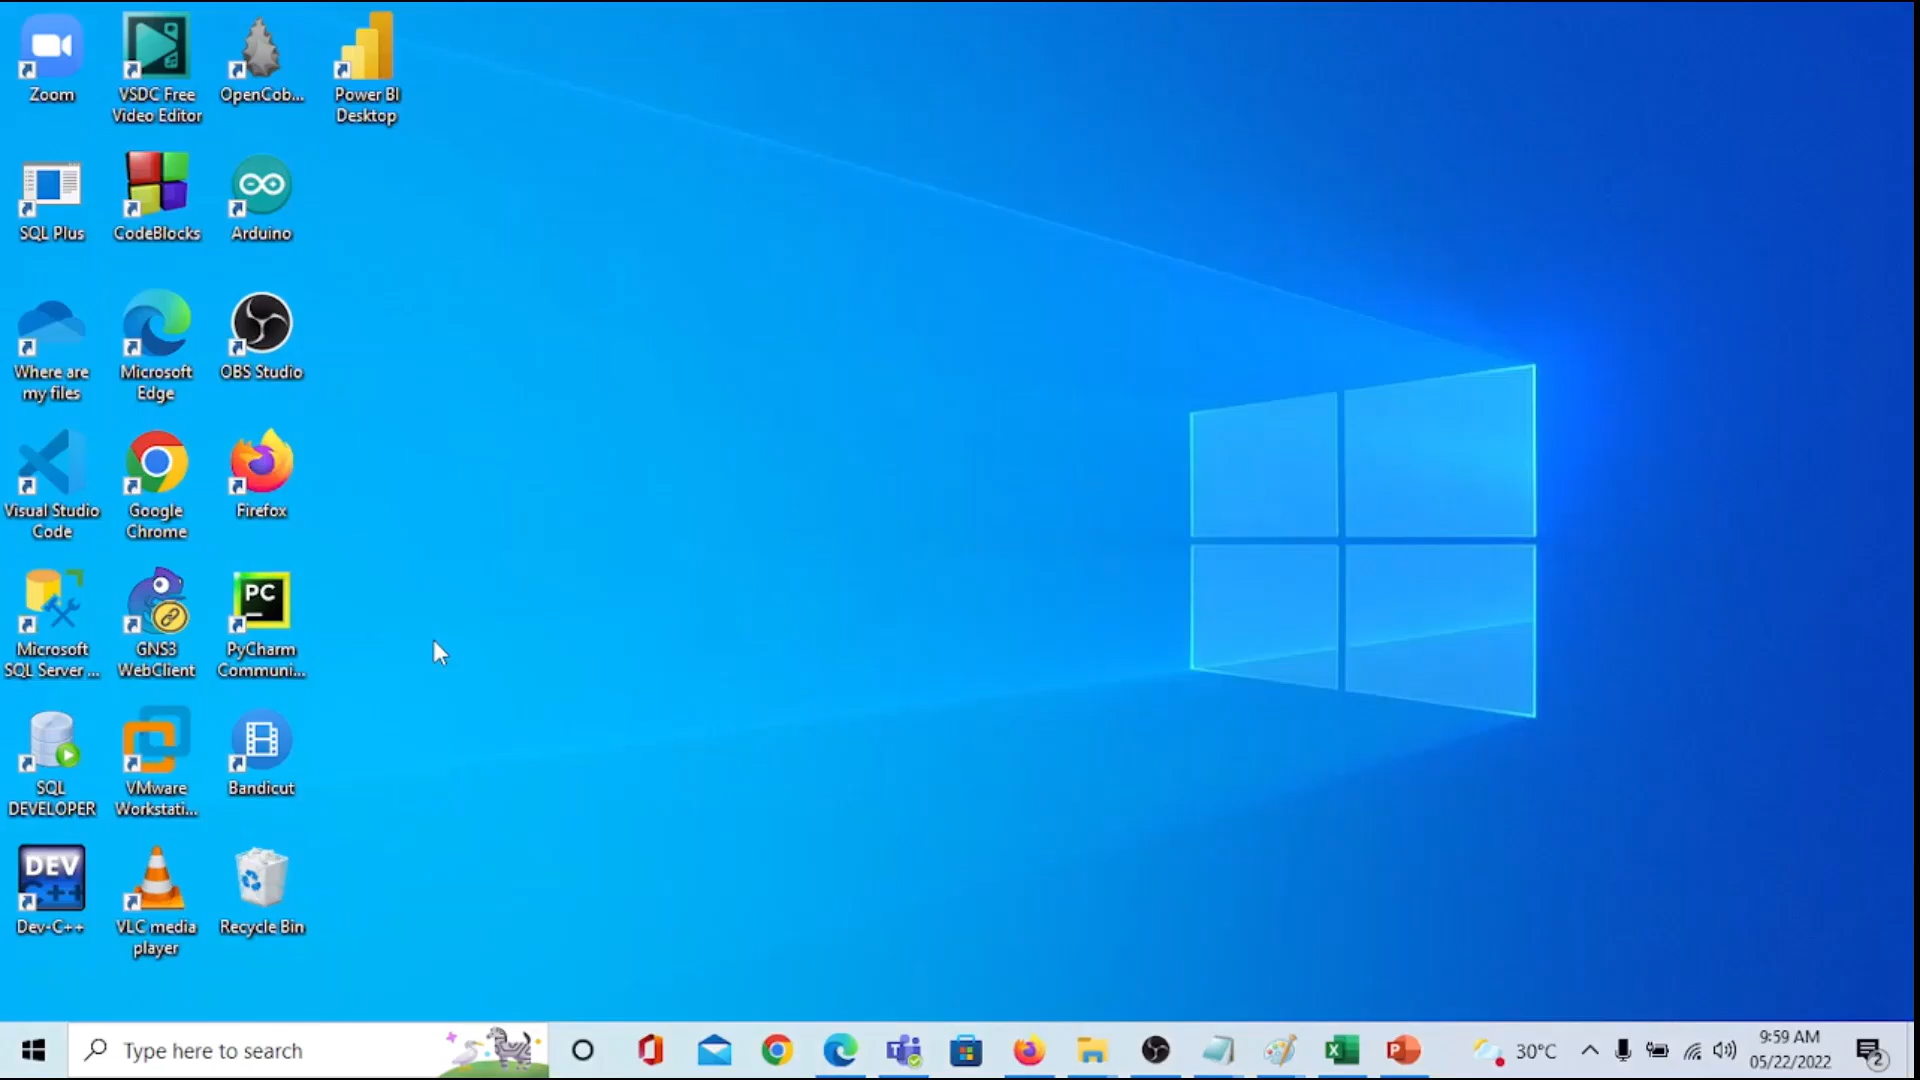 Zoom
VSDC Free
Video Editor
OpenCob...
Power BI
Desktop
SQL Plus
CodeBlocks
Arduino
Where are
my files
Microsoft
Edge
OBS Studio
Visual Studio
Code
Google
Chrome
Firefox
Microsoft
SQL Server ...
GNS3
WebClient
PC
PyCharm
Communi...
SQL
DEVELOPER
VMware
Workstati...
Bandicut
DEV
C++
Dev-C++
VLC media
player
Recycle Bin
Type here to search
30°C
9:59 AM
05/22/2022
2